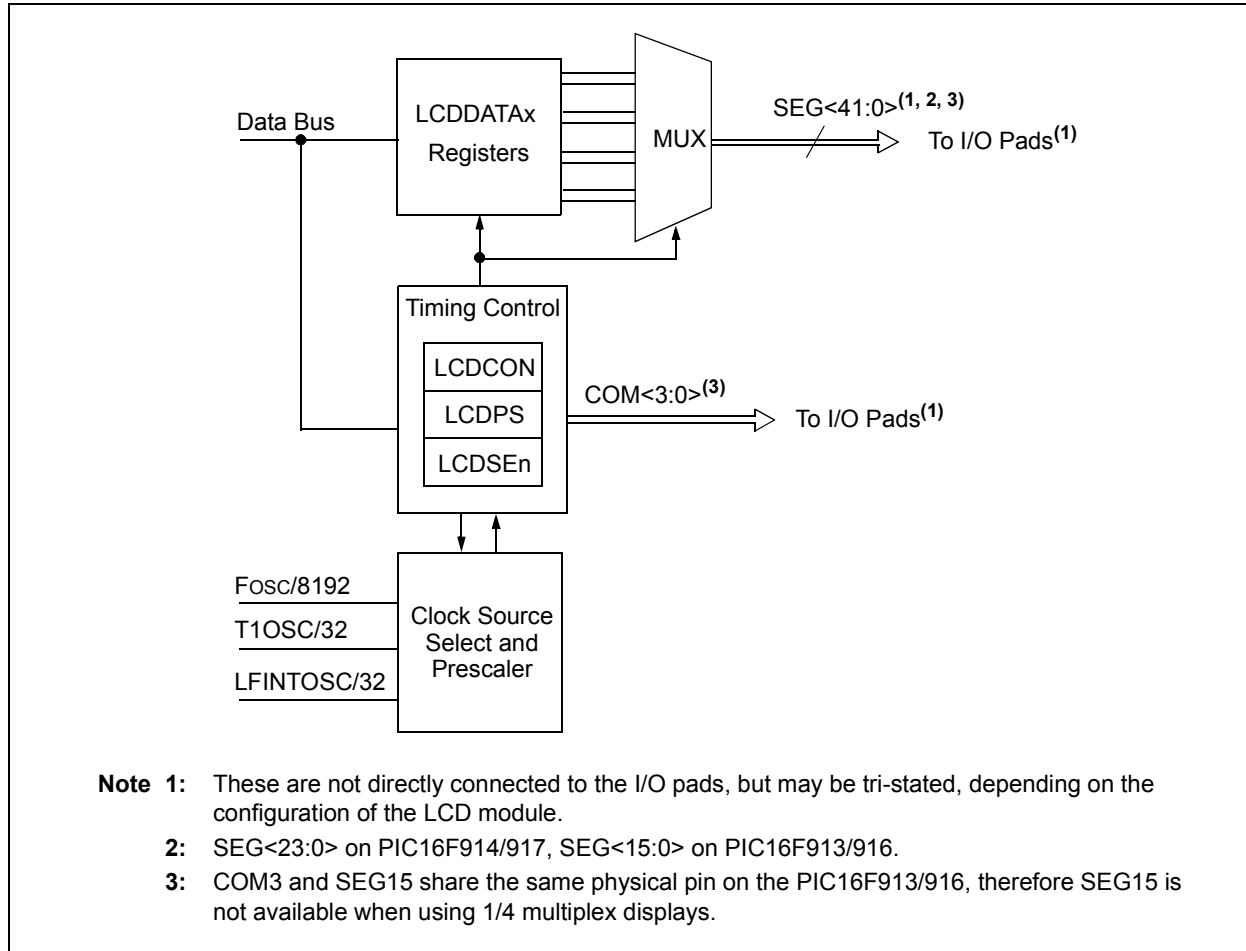 LCDDATAx
Registers
Data Bus
MUX
SEG<41:0>(1, 2, 3)
To I/O Pads(1)
Timing Control
LCDCON
LCDPS
LCDSEn
COM<3:0>(3)
To I/O Pads(1)
FOSC/8192
T1OSC/32
LFINTOSC/32
Clock Source
Select and
Prescaler
Note 1: These are not directly connected to the I/O pads, but may be tri-stated, depending on the
configuration of the LCD module.
2: SEG<23:0> on PIC16F914/917, SEG<15:0> on PIC16F913/916.
3: COM3 and SEG15 share the same physical pin on the PIC16F913/916, therefore SEG15 is
not available when using 1/4 multiplex displays.